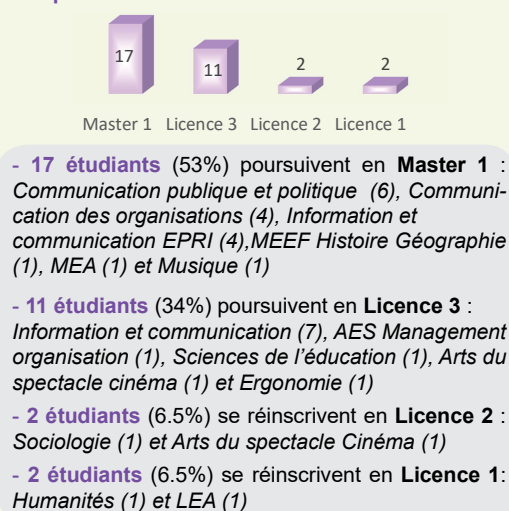 17
11
2
2
Master 1 Licence 3 Licence 2 Licence 1
- 17 étudiants (53%) poursuivent en Master 1 :
Communication publique et politique (6), Communi-
cation des organisations (4), Information et
communication EPRI (4),MEEF Histoire Géographie
(1), MEA (1) et Musique (1)
- 11 étudiants (34%) poursuivent en Licence 3 :
Information et communication (7), AES Management
organisation (1), Sciences de l'éducation (1), Arts du
spectacle cinéma (1) et Ergonomie (1)
- 2 étudiants (6.5%) se réinscrivent en Licence 2 :
Sociologie (1) et Arts du spectacle Cinéma (1)
- 2 étudiants (6.5%) se réinscrivent en Licence 1:
Humanités (1) et LEA (1)